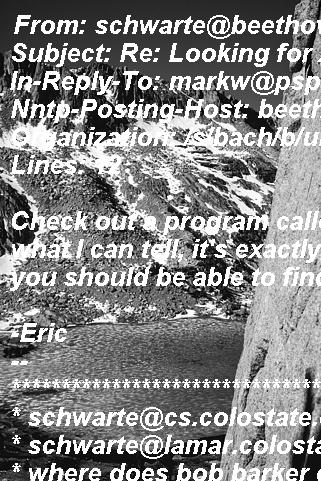 From: schwarte@beethov
Subject: Re: Looking for
In-Reply-To: markw@psp
Nntp-Posting-Host: beeth
Organization: /s/bach/b/u
Lines: 12
Check out a program calle
what I can tell, it's exactly
you should be able to find
-Eric
--
*******************************
* schwarte@cs.colostate.
* schwarte@lamar.colosta
* where does bob barker